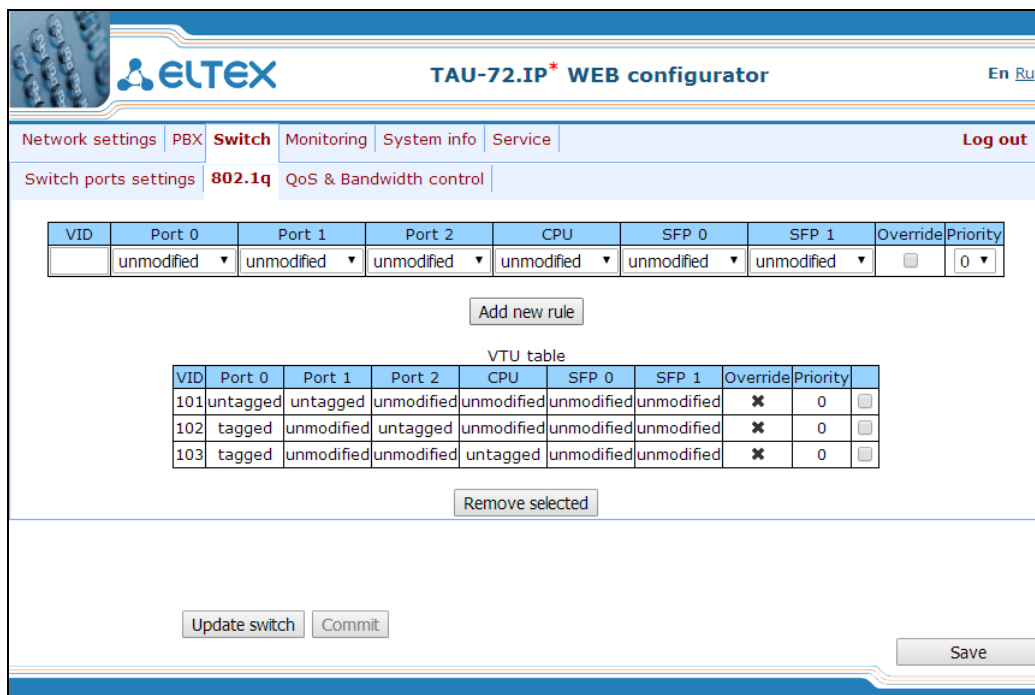 ELTEX TAU-72.IP* WEB configurator En Ru
Network settings PBX Switch Monitoring System info Service Log out
Switch ports settings 802.1q QoS & Bandwidth control
VID Port 0 Port 1 Port 2 CPU SFP 0 SFP 1 Override Priority
unmodified unmodified unmodified unmodified unmodified unmodified 0
Add new rule
VTU table
VID Port 0 Port 1 Port 2 CPU SFP 0 SFP 1 Override Priority
101 untagged untagged unmodified unmodified unmodified unmodified ✖ 0
102 tagged unmodified untagged unmodified unmodified unmodified ✖ 0
103 tagged unmodified unmodified untagged unmodified unmodified ✖ 0
Remove selected
Update switch Commit
Save